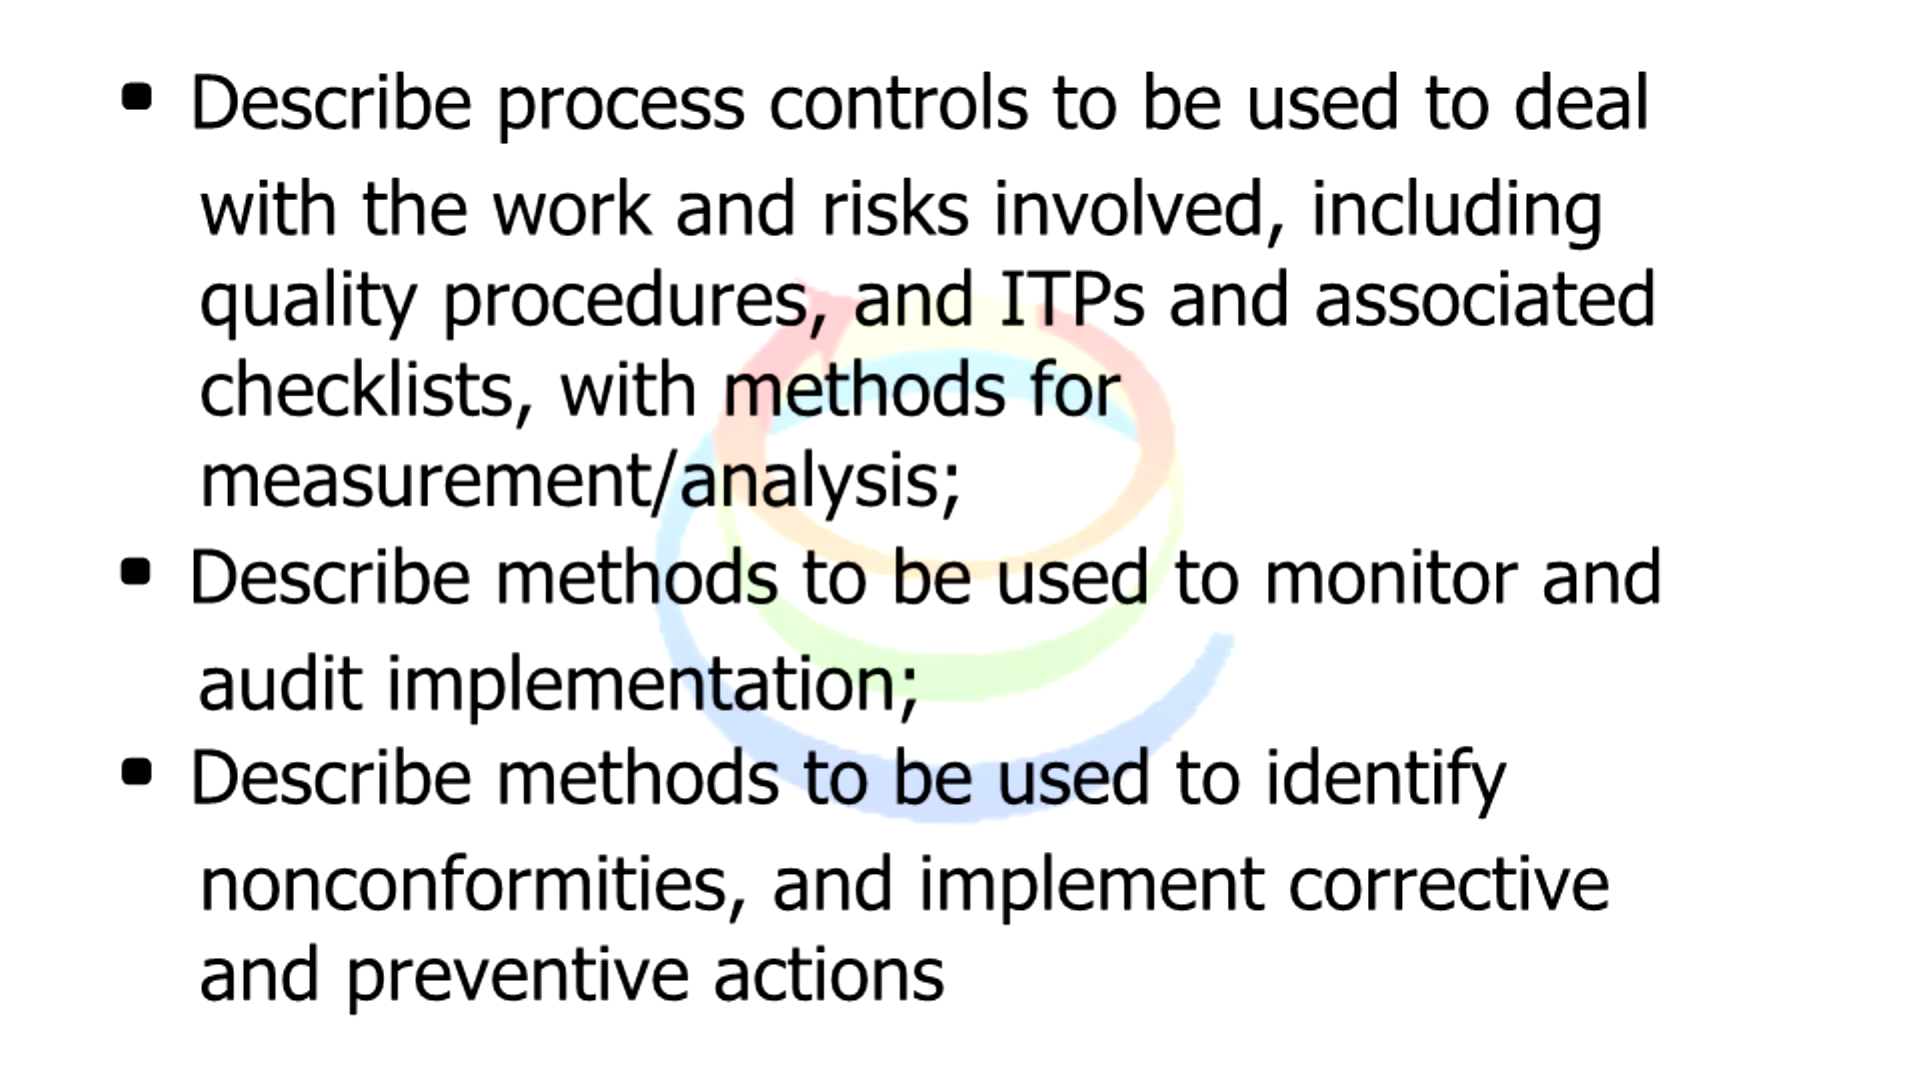 ▪ Describe process controls to be used to deal
with the work and risks involved, including
quality procedures, and ITPs and associated
checklists, with methods for
measurement/analysis;
▪ Describe methods to be used to monitor and
audit implementation;
▪ Describe methods to be used to identify
nonconformities, and implement corrective
and preventive actions